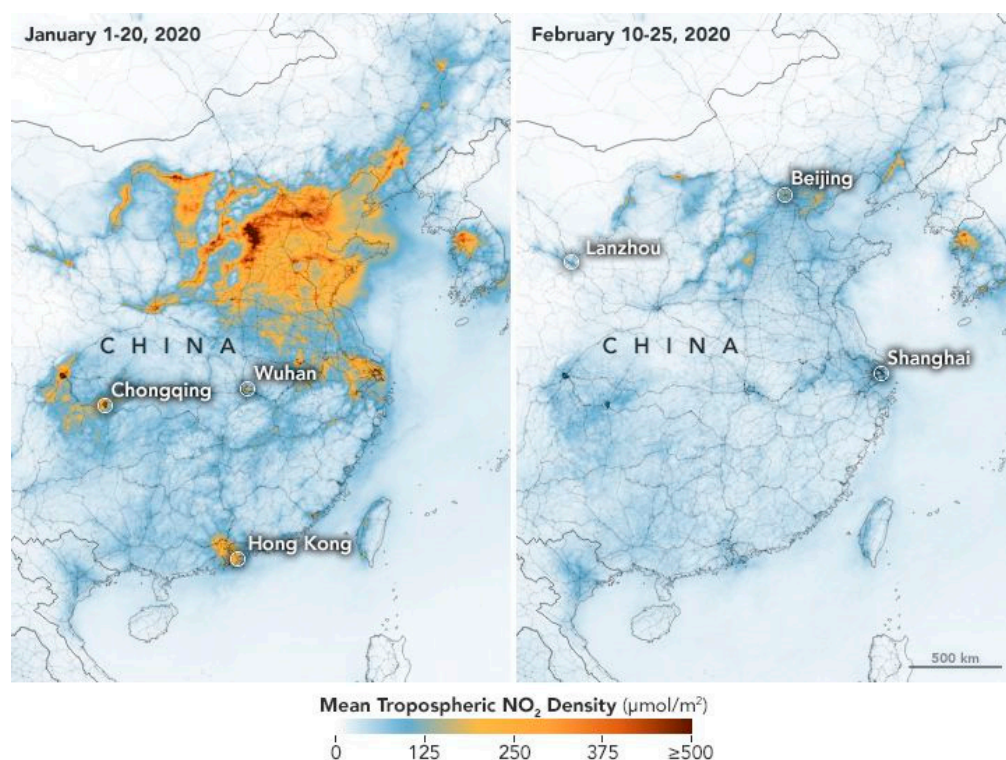 January 1-20, 2020
CHINA
Wuhan
Chongqing
Hong Kong
February 10-25, 2020
Beijing
Lanzhou
CHINA
Shanghai
500 km
Mean Tropospheric NO₂ Density (µmol/m²)
0 125 250 375 ≥500